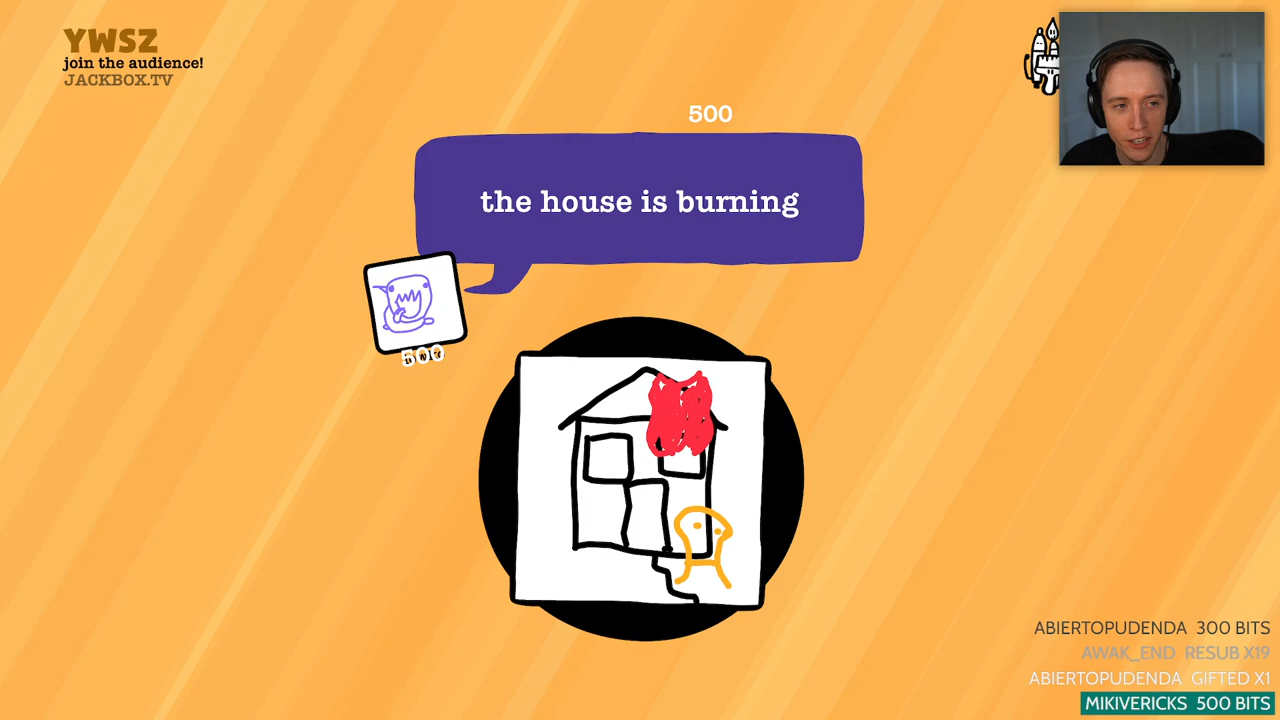 YWSZ
join the audience!
JACKBOX.TV
500
the house is burning
500
ABIERTOPUDENDA 300 BITS
AWAK_END RESUB X19
ABIERTOPUDENDA GIFTED X1
MIKIVERICKS 500 BITS